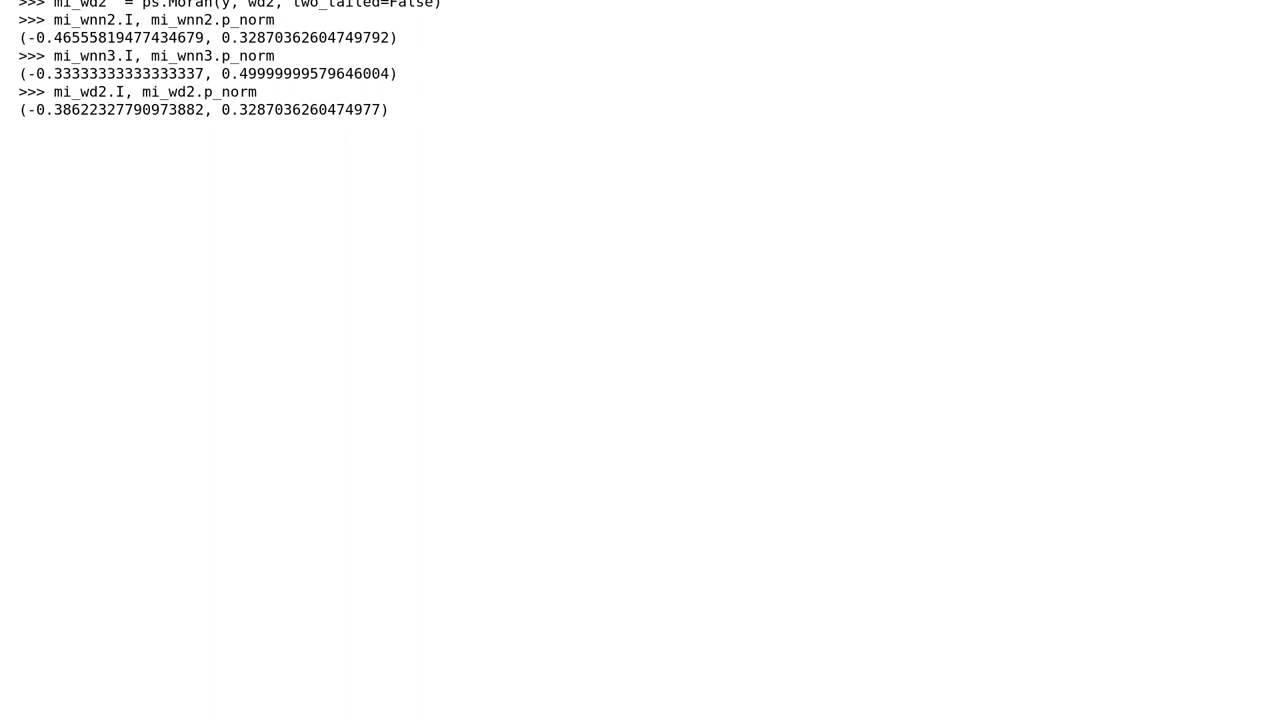 >>> mi_wd2  = ps.Moran(y, wd2, two_tailed=False)
>>> mi_wnn2.I, mi_wnn2.p_norm
(-0.46555819477434679, 0.32870362604749792)
>>> mi_wnn3.I, mi_wnn3.p_norm
(-0.33333333333333337, 0.49999999579646004)
>>> mi_wd2.I, mi_wd2.p_norm
(-0.38622327790973882, 0.3287036260474977)